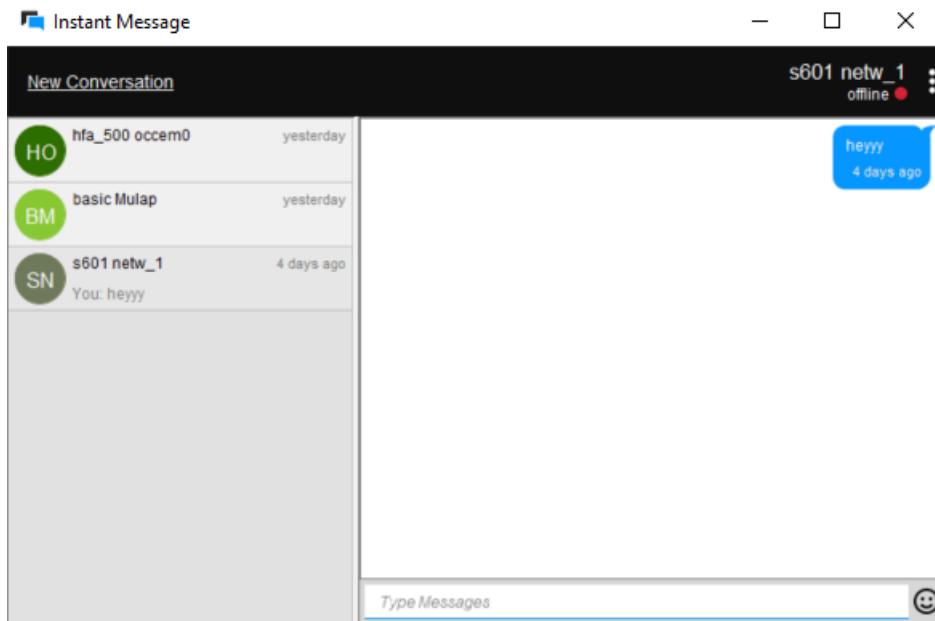 Instant Message
New Conversation
s601 netw_1
offline
HO
hfa_500 occem0
yesterday
BM
basic Mulap
yesterday
SN
s601 netw_1
4 days ago
You: heyyy
heyyy
4 days ago
Type Messages